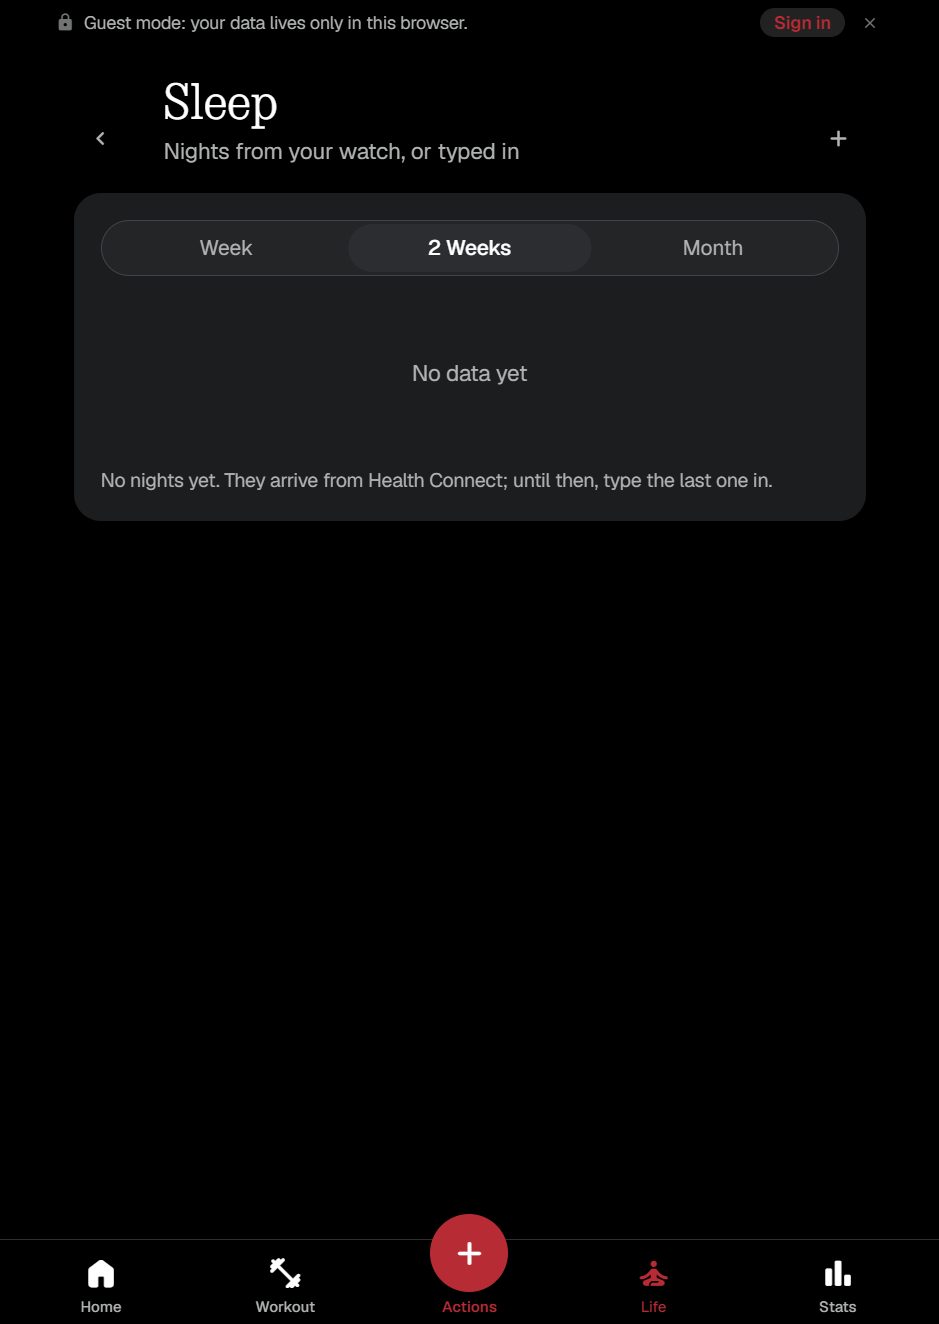 Guest mode: your data lives only in this browser.
Sign in
Sleep
Nights from your watch, or typed in
Week
2 Weeks
Month
No data yet
No nights yet. They arrive from Health Connect; until then, type the last one in.
Home
Workout
Actions
Life
Stats